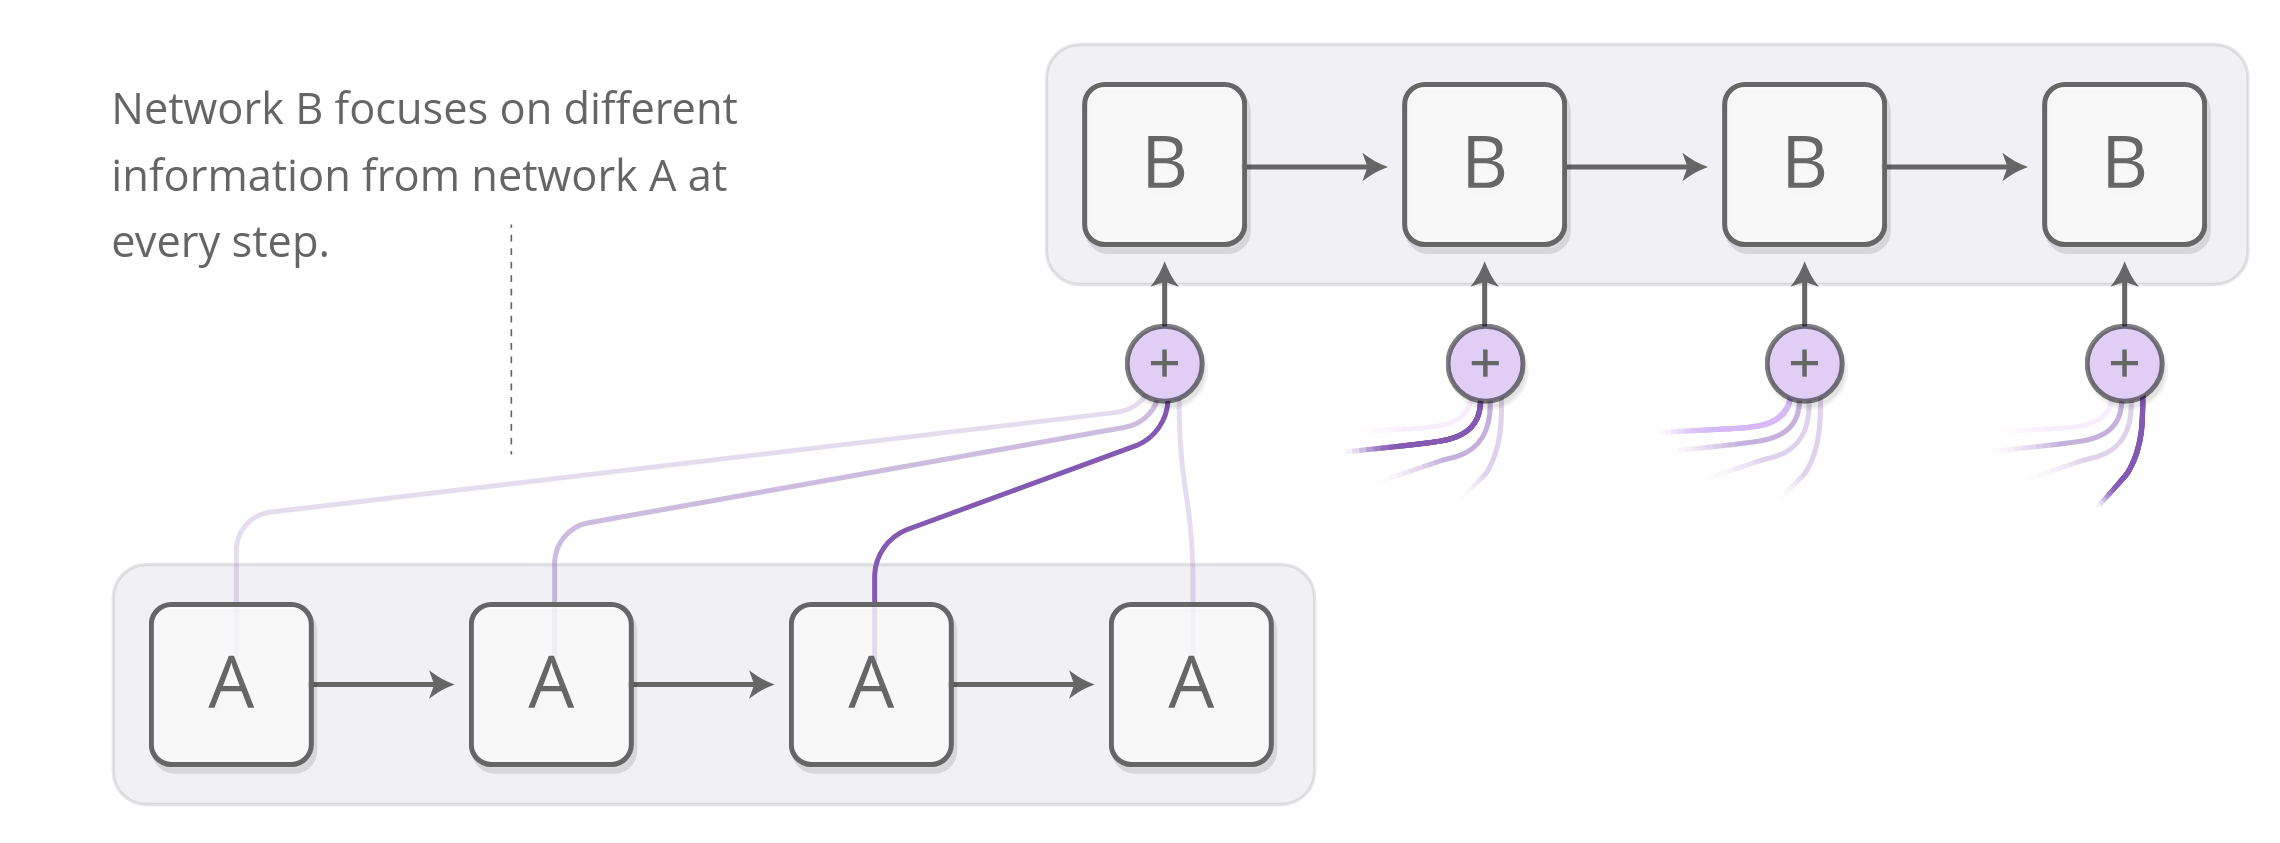 Network B focuses on different
information from network A at
every step.
B B B B
+ + + +
A A A A